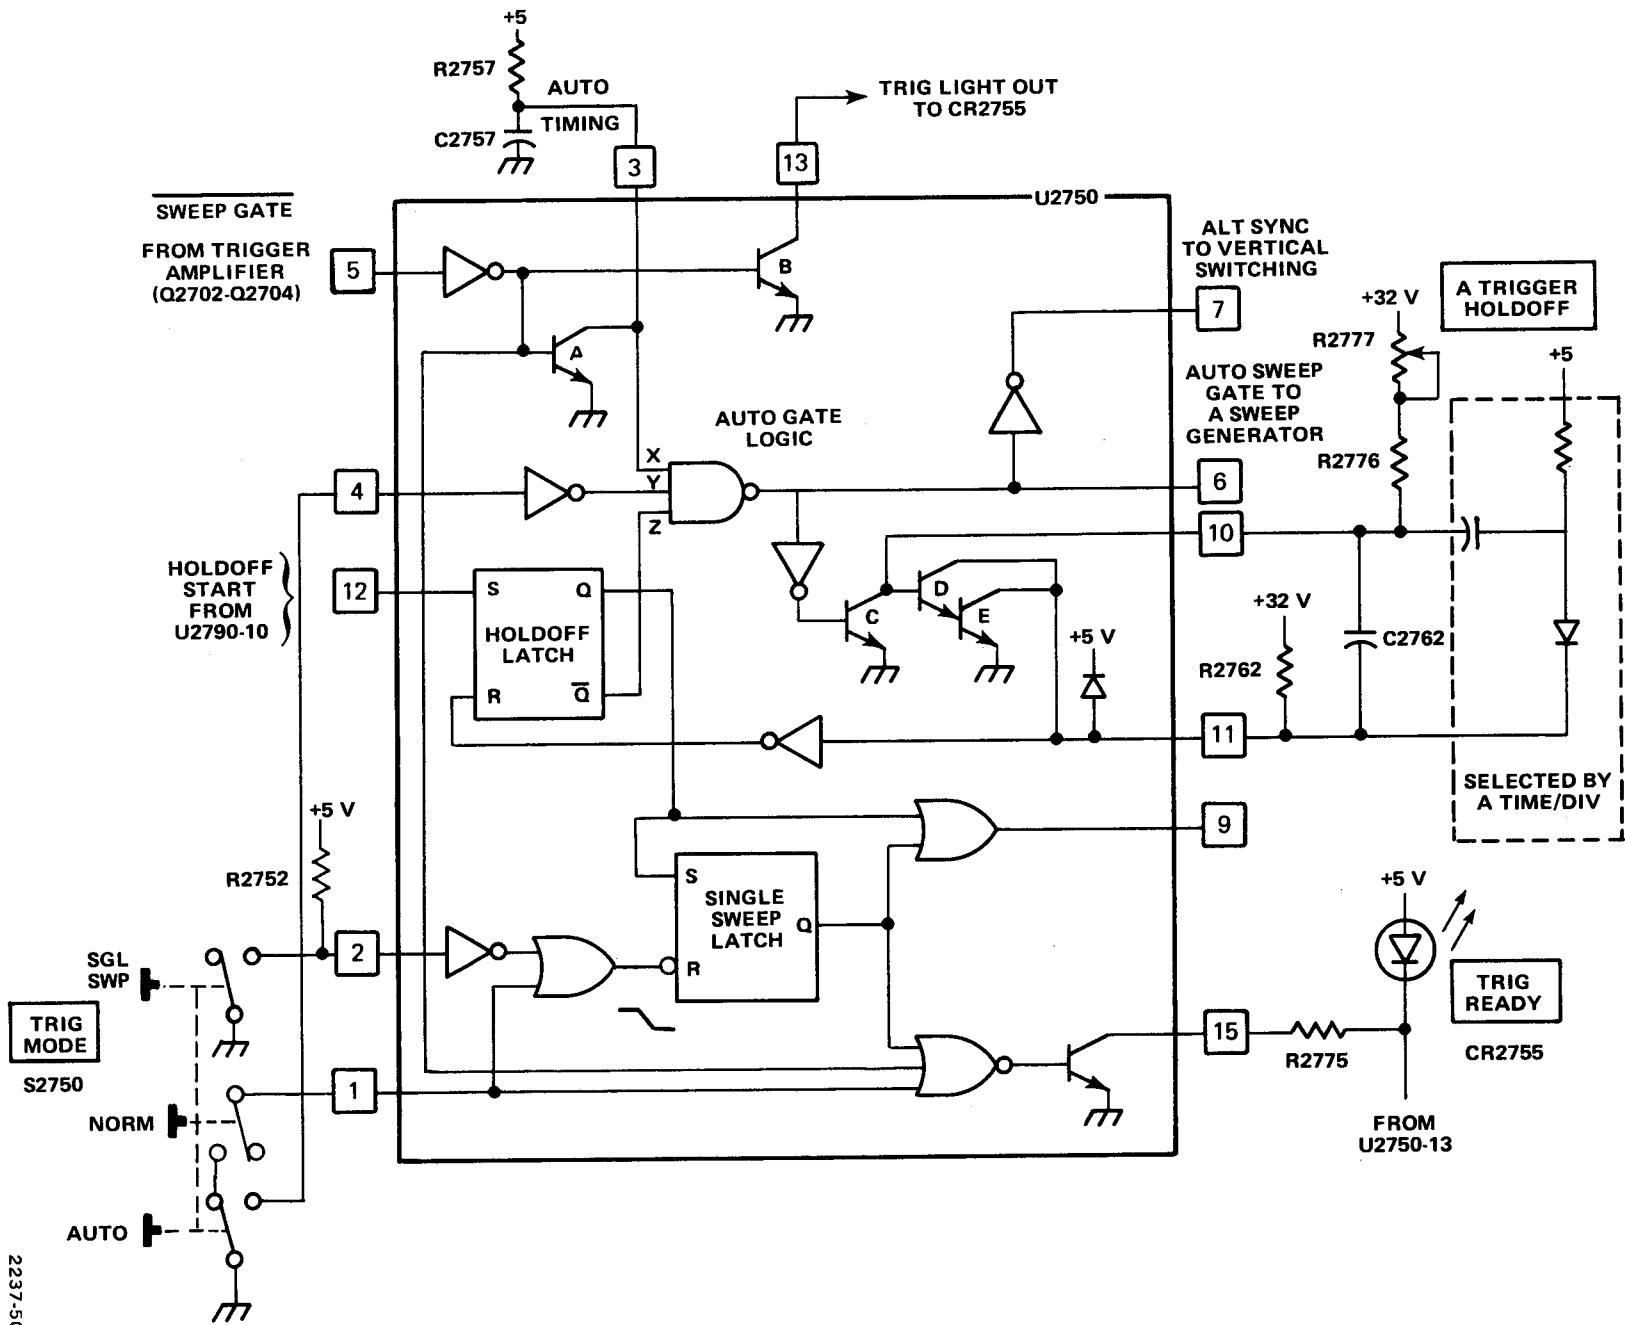 +5
R2757
AUTO
TIMING
C2757
TRIG LIGHT OUT
TO CR2755
3
13
U2750
SWEEP GATE
FROM TRIGGER
AMPLIFIER
(Q2702-Q2704)
5
B
A
ALT SYNC
TO VERTICAL
SWITCHING
7
A TRIGGER
HOLDOFF
+32 V
R2777
+5
AUTO SWEEP
GATE TO
A SWEEP
GENERATOR
R2776
AUTO GATE
LOGIC
X
Y
Z
4
6
10
HOLDOFF
START
FROM
U2790-10
12
S
Q
HOLDOFF
LATCH
R
Q
C
D
E
+5 V
+32 V
R2762
C2762
11
SELECTED BY
A TIME/DIV
+5 V
R2752
9
S
SINGLE
SWEEP
LATCH
Q
R
2
SGL
SWP
TRIG
MODE
S2750
1
NORM
AUTO
+5 V
TRIG
READY
CR2755
15
R2775
FROM
U2750-13